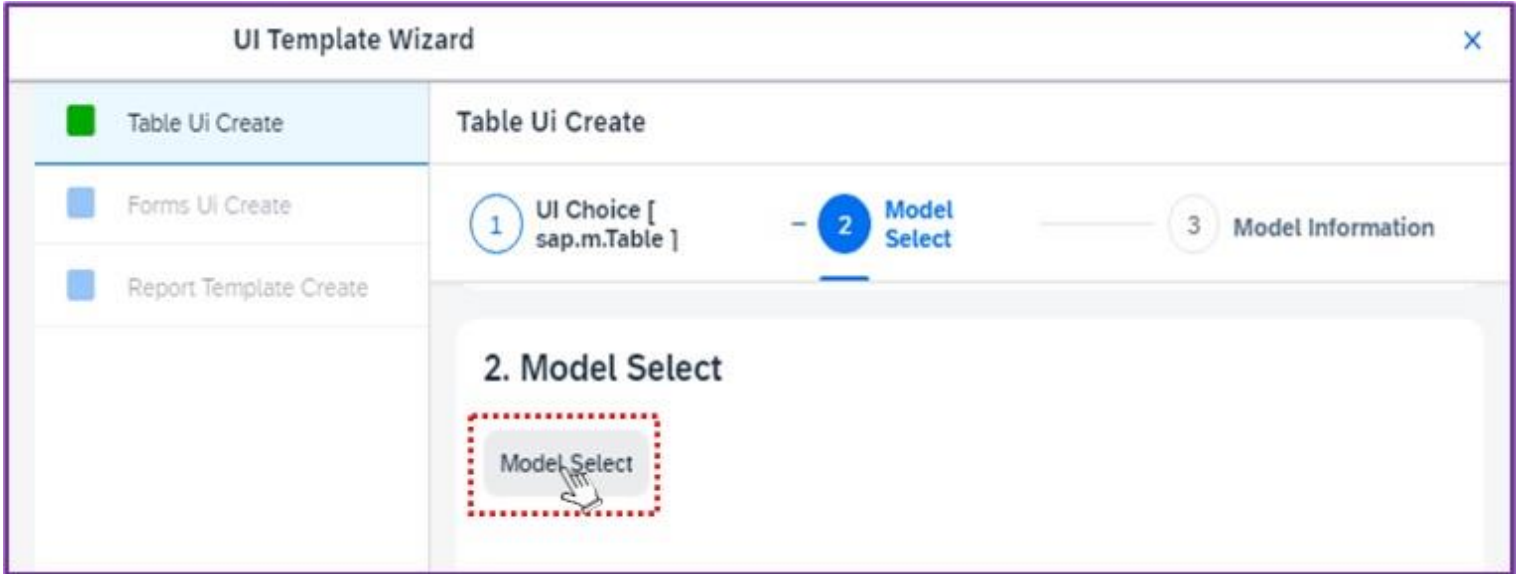 UI Template Wizard
Table Ui Create
Forms Ui Create
Report Template Create
Table Ui Create
1
UI Choice [
sap.m.Table ]
2
Model
Select
3
Model Information
2. Model Select
Model Select